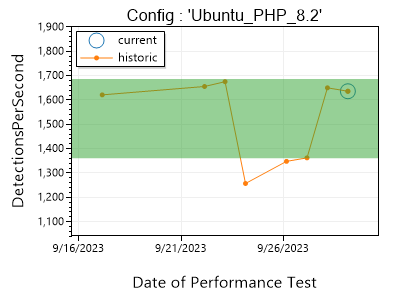 Config : 'Ubuntu_PHP_8.2'
current
historic
1,900
1,800
1,700
1,600
1,500
1,400
1,300
1,200
1,100
DetectionsPerSecond
9/16/2023 9/21/2023 9/26/2023
Date of Performance Test